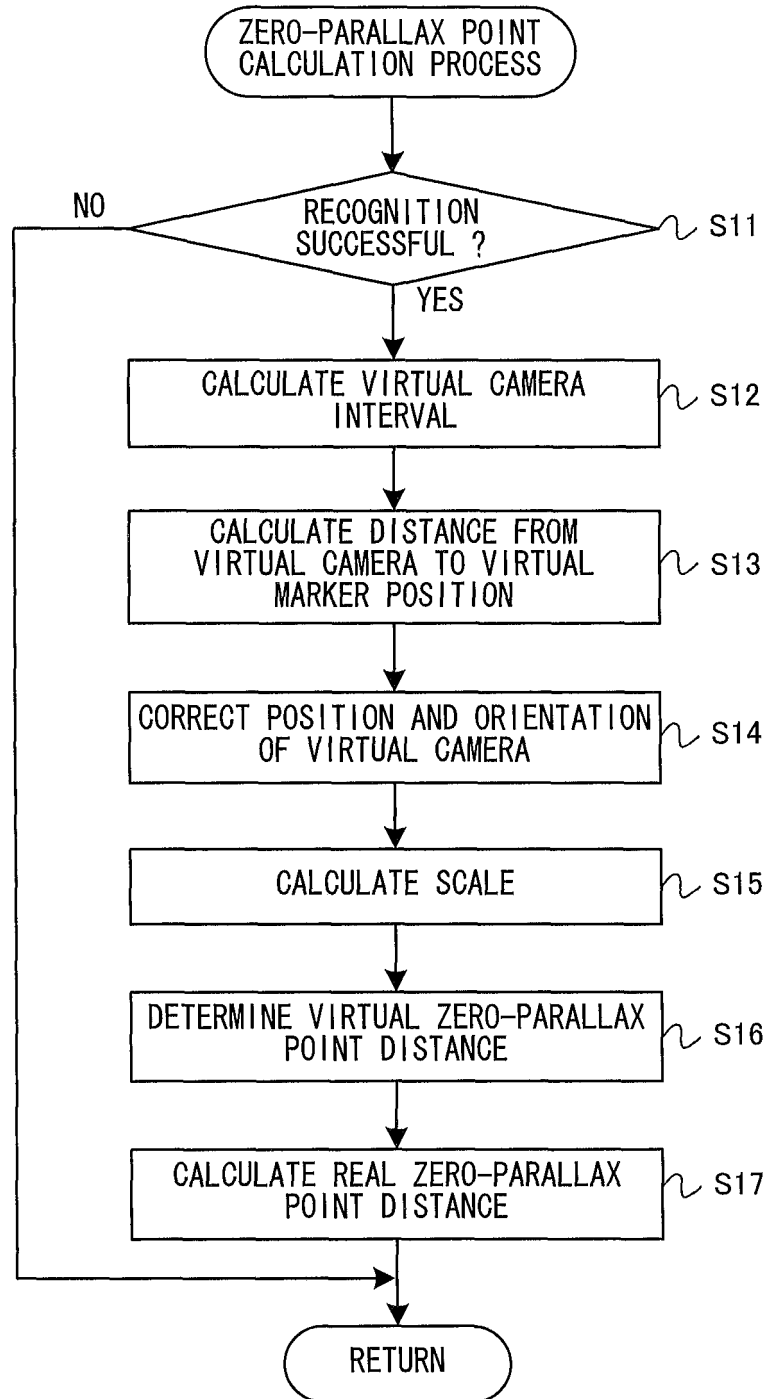 ZERO-PARALLAX POINT
CALCULATION PROCESS
NO
RECOGNITION
SUCCESSFUL ?
S11
YES
CALCULATE VIRTUAL CAMERA
INTERVAL
S12
CALCULATE DISTANCE FROM
VIRTUAL CAMERA TO VIRTUAL
MARKER POSITION
S13
CORRECT POSITION AND ORIENTATION
OF VIRTUAL CAMERA
S14
CALCULATE SCALE
S15
DETERMINE VIRTUAL ZERO-PARALLAX
POINT DISTANCE
S16
CALCULATE REAL ZERO-PARALLAX
POINT DISTANCE
S17
RETURN